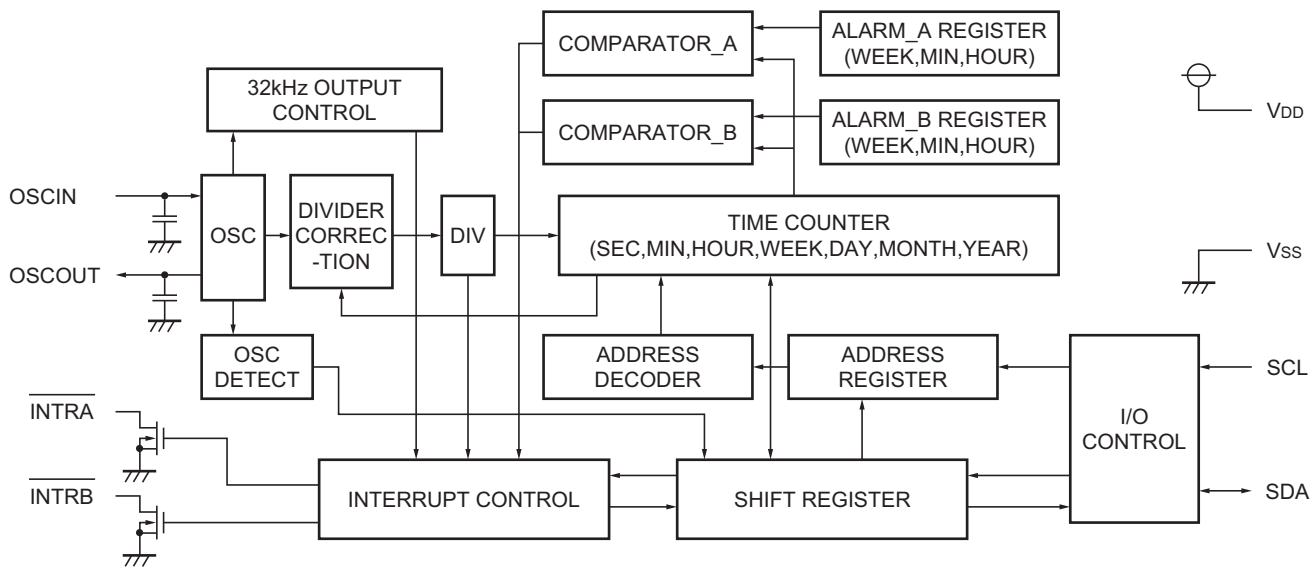 COMPARATOR_A
ALARM_A REGISTER
(WEEK,MIN,HOUR)
32kHz OUTPUT
CONTROL
COMPARATOR_B
ALARM_B REGISTER
(WEEK,MIN,HOUR)
VDD
OSCIN
OSC
DIVIDER
CORREC
-TION
DIV
TIME COUNTER
(SEC,MIN,HOUR,WEEK,DAY,MONTH,YEAR)
OSCOUT
VSS
OSC
DETECT
ADDRESS
DECODER
ADDRESS
REGISTER
I/O
CONTROL
SCL
INTRA
INTRB
INTERRUPT CONTROL
SHIFT REGISTER
SDA